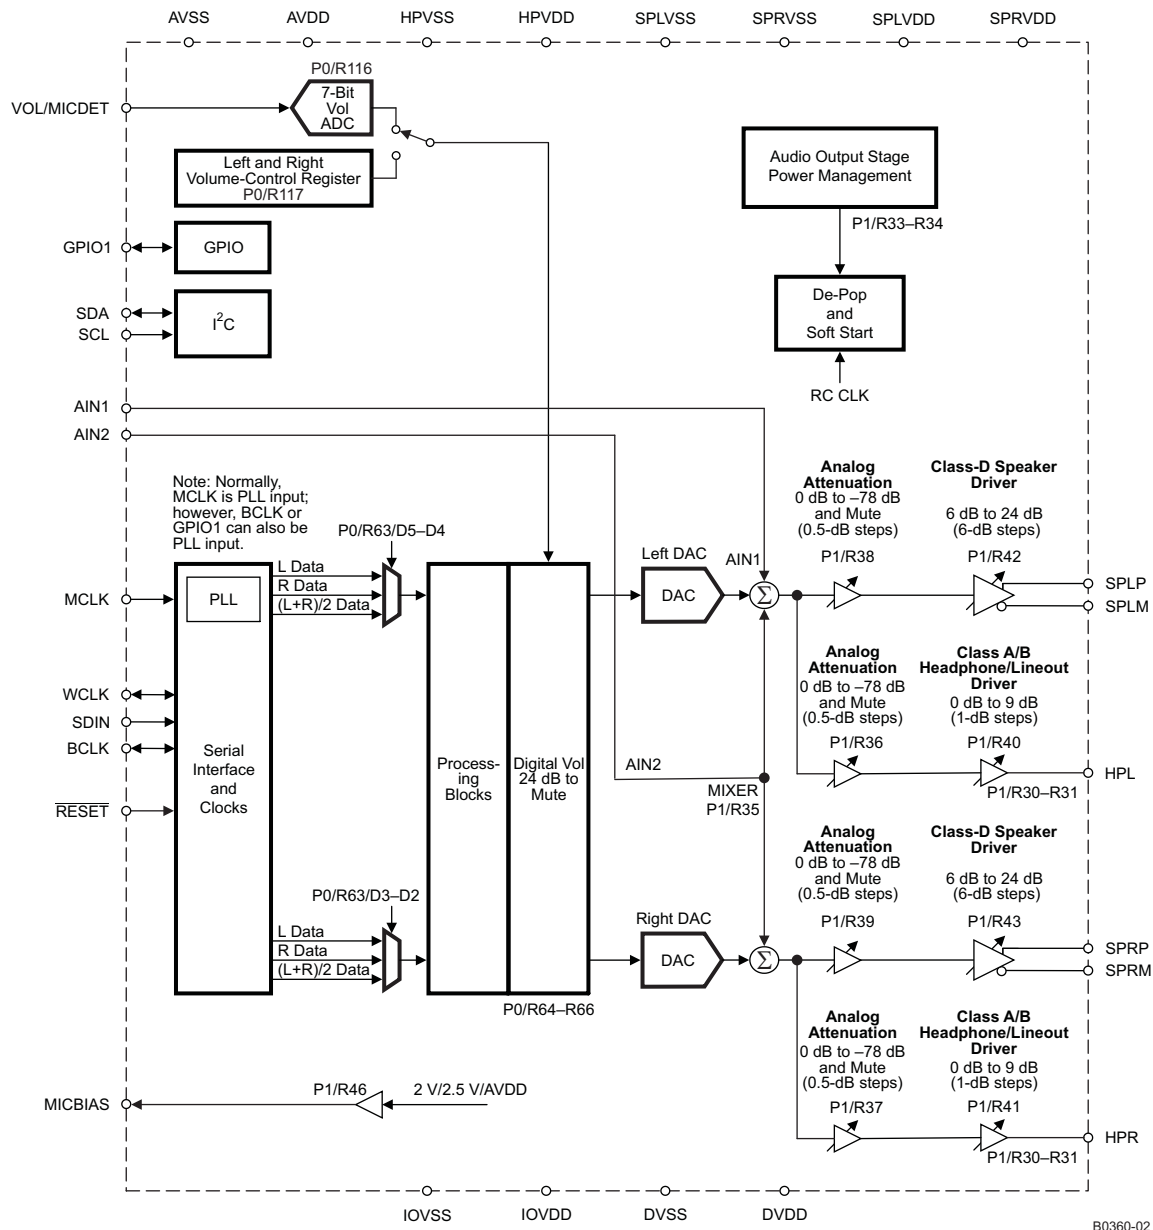 AVSS AVDD HPVSS HPVDD SPLVSS SPRVSS SPLVDD SPRVDD
P0/R116
VOL/MICDET
7-Bit
Vol
ADC
Left and Right
Volume-Control Register
P0/R117
Audio Output Stage
Power Management
P1/R33–R34
GPIO1
GPIO
SDA
SCL
I2C
De-Pop
and
Soft Start
RC CLK
AIN1
AIN2
Note: Normally,
MCLK is PLL input;
however, BCLK or
GPIO1 can also be
PLL input.
P0/R63/D5–D4
Analog
Attenuation
0 dB to –78 dB
and Mute
(0.5-dB steps)
P1/R38
Class-D Speaker
Driver
6 dB to 24 dB
(6-dB steps)
P1/R42
Left DAC
AIN1
L Data
R Data
(L+R)/2 Data
MCLK
PLL
DAC
Σ
SPLP
SPLM
Analog
Attenuation
0 dB to –78 dB
and Mute
(0.5-dB steps)
P1/R36
Class A/B
Headphone/Lineout
Driver
0 dB to 9 dB
(1-dB steps)
P1/R40
WCLK
SDIN
BCLK
RESET
Serial
Interface
and
Clocks
Process-
ing
Blocks
Digital Vol
24 dB to
Mute
AIN2
MIXER
P1/R35
HPL
P1/R30–R31
Analog
Attenuation
0 dB to –78 dB
and Mute
(0.5-dB steps)
P1/R39
Class-D Speaker
Driver
6 dB to 24 dB
(6-dB steps)
P1/R43
P0/R63/D3–D2
Right DAC
L Data
R Data
(L+R)/2 Data
DAC
Σ
SPRP
SPRM
P0/R64–R66
Analog
Attenuation
0 dB to –78 dB
and Mute
(0.5-dB steps)
P1/R37
Class A/B
Headphone/Lineout
Driver
0 dB to 9 dB
(1-dB steps)
P1/R41
MICBIAS
P1/R46
2 V/2.5 V/AVDD
HPR
P1/R30–R31
IOVSS IOVDD DVSS DVDD
B0360-02